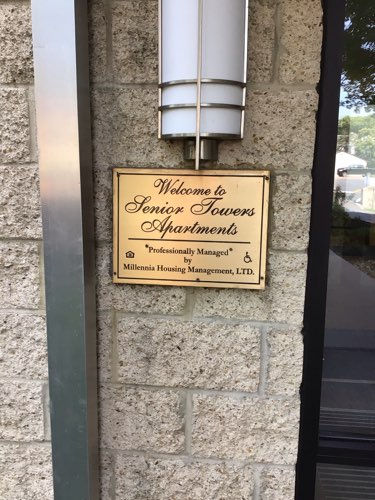 Welcome to
Senior Towers
Apartments
"Professionally Managed"
by
Millennia Housing Management, LTD.